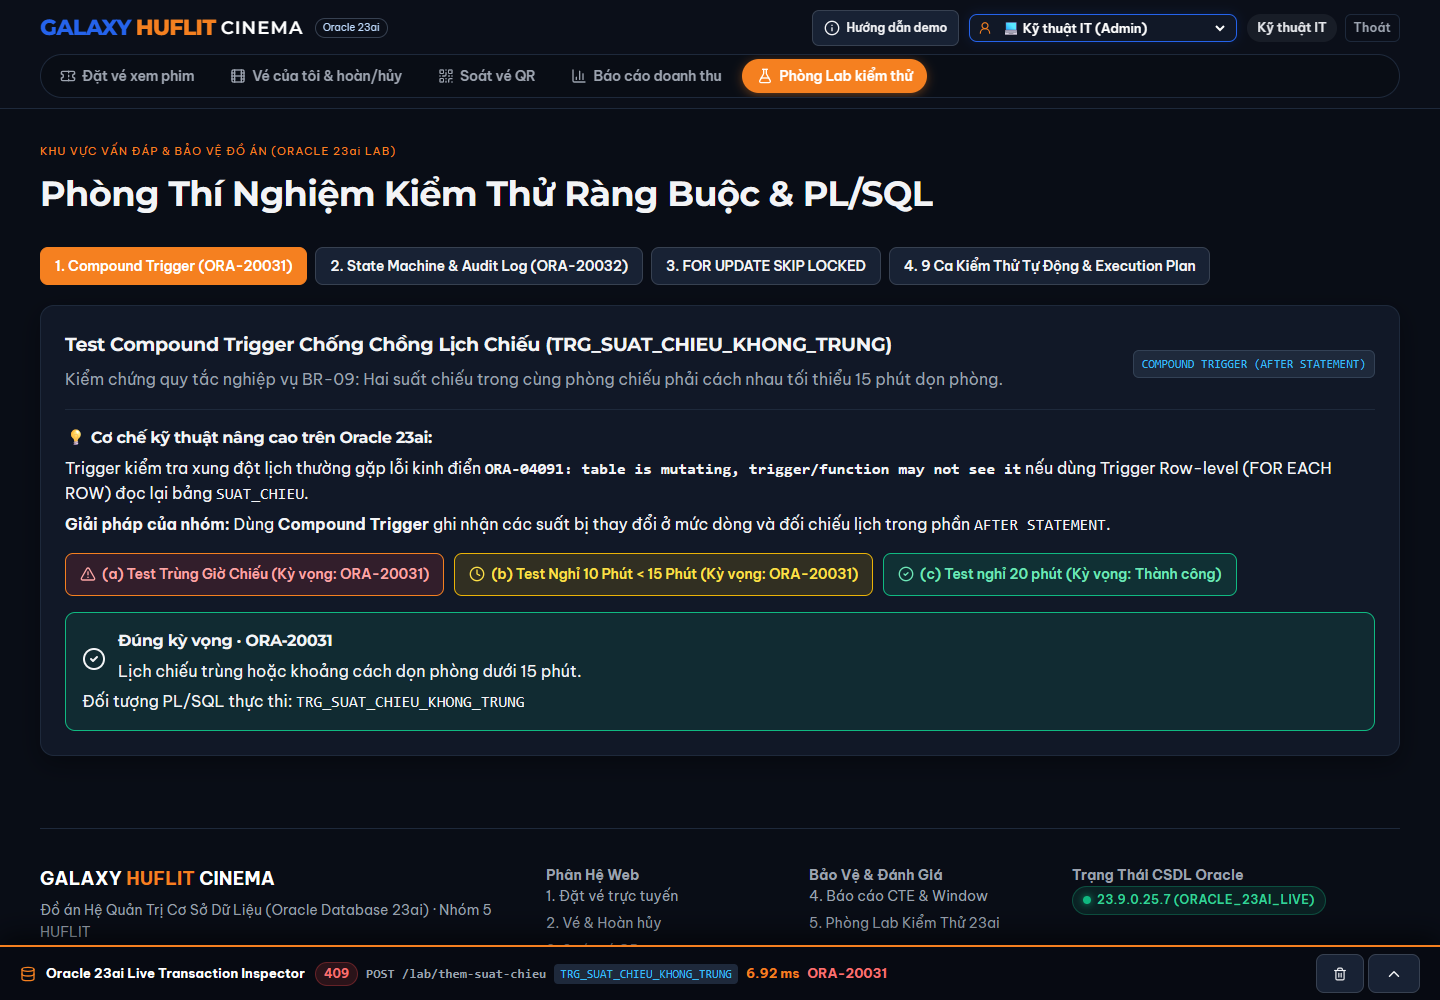 GALAXY HUFLIT CINEMA Oracle 23ai
Hướng dẫn demo
Kỹ thuật IT (Admin)
Kỹ thuật IT
Thoát
Đặt vé xem phim
Vé của tôi & hoàn/hủy
Soát vé QR
Báo cáo doanh thu
Phòng Lab kiểm thử
KHU VỰC VẤN ĐÁP & BẢO VỆ ĐỒ ÁN (ORACLE 23ai LAB)
Phòng Thí Nghiệm Kiểm Thử Ràng Buộc & PL/SQL
1. Compound Trigger (ORA-20031)
2. State Machine & Audit Log (ORA-20032)
3. FOR UPDATE SKIP LOCKED
4. 9 Ca Kiểm Thử Tự Động & Execution Plan
Test Compound Trigger Chống Chồng Lịch Chiếu (TRG_SUAT_CHIEU_KHONG_TRUNG)
Kiểm chứng quy tắc nghiệp vụ BR-09: Hai suất chiếu trong cùng phòng chiếu phải cách nhau tối thiểu 15 phút dọn phòng.
COMPOUND TRIGGER (AFTER STATEMENT)
Cơ chế kỹ thuật nâng cao trên Oracle 23ai:
Trigger kiểm tra xung đột lịch thường gặp lỗi kinh điển ORA-04091: table is mutating, trigger/function may not see it nếu dùng Trigger Row-level (FOR EACH
ROW) đọc lại bảng SUAT_CHIEU.
Giải pháp của nhóm: Dùng Compound Trigger ghi nhận các suất bị thay đổi ở mức dòng và đối chiếu lịch trong phần AFTER STATEMENT.
(a) Test Trùng Giờ Chiếu (Kỳ vọng: ORA-20031)
(b) Test Nghỉ 10 Phút < 15 Phút (Kỳ vọng: ORA-20031)
(c) Test nghỉ 20 phút (Kỳ vọng: Thành công)
Đúng kỳ vọng · ORA-20031
Lịch chiếu trùng hoặc khoảng cách dọn phòng dưới 15 phút.
Đối tượng PL/SQL thực thi: TRG_SUAT_CHIEU_KHONG_TRUNG
GALAXY HUFLIT CINEMA
Đồ án Hệ Quản Trị Cơ Sở Dữ Liệu (Oracle Database 23ai) · Nhóm 5
HUFLIT
Phân Hệ Web
1. Đặt vé trực tuyến
2. Vé & Hoàn hủy
Bảo Vệ & Đánh Giá
4. Báo cáo CTE & Window
5. Phòng Lab Kiểm Thử 23ai
Trạng Thái CSDL Oracle
23.9.0.25.7 (ORACLE_23AI_LIVE)
Oracle 23ai Live Transaction Inspector 409 POST /lab/them-suat-chieu TRG_SUAT_CHIEU_KHONG_TRUNG 6.92 ms ORA-20031